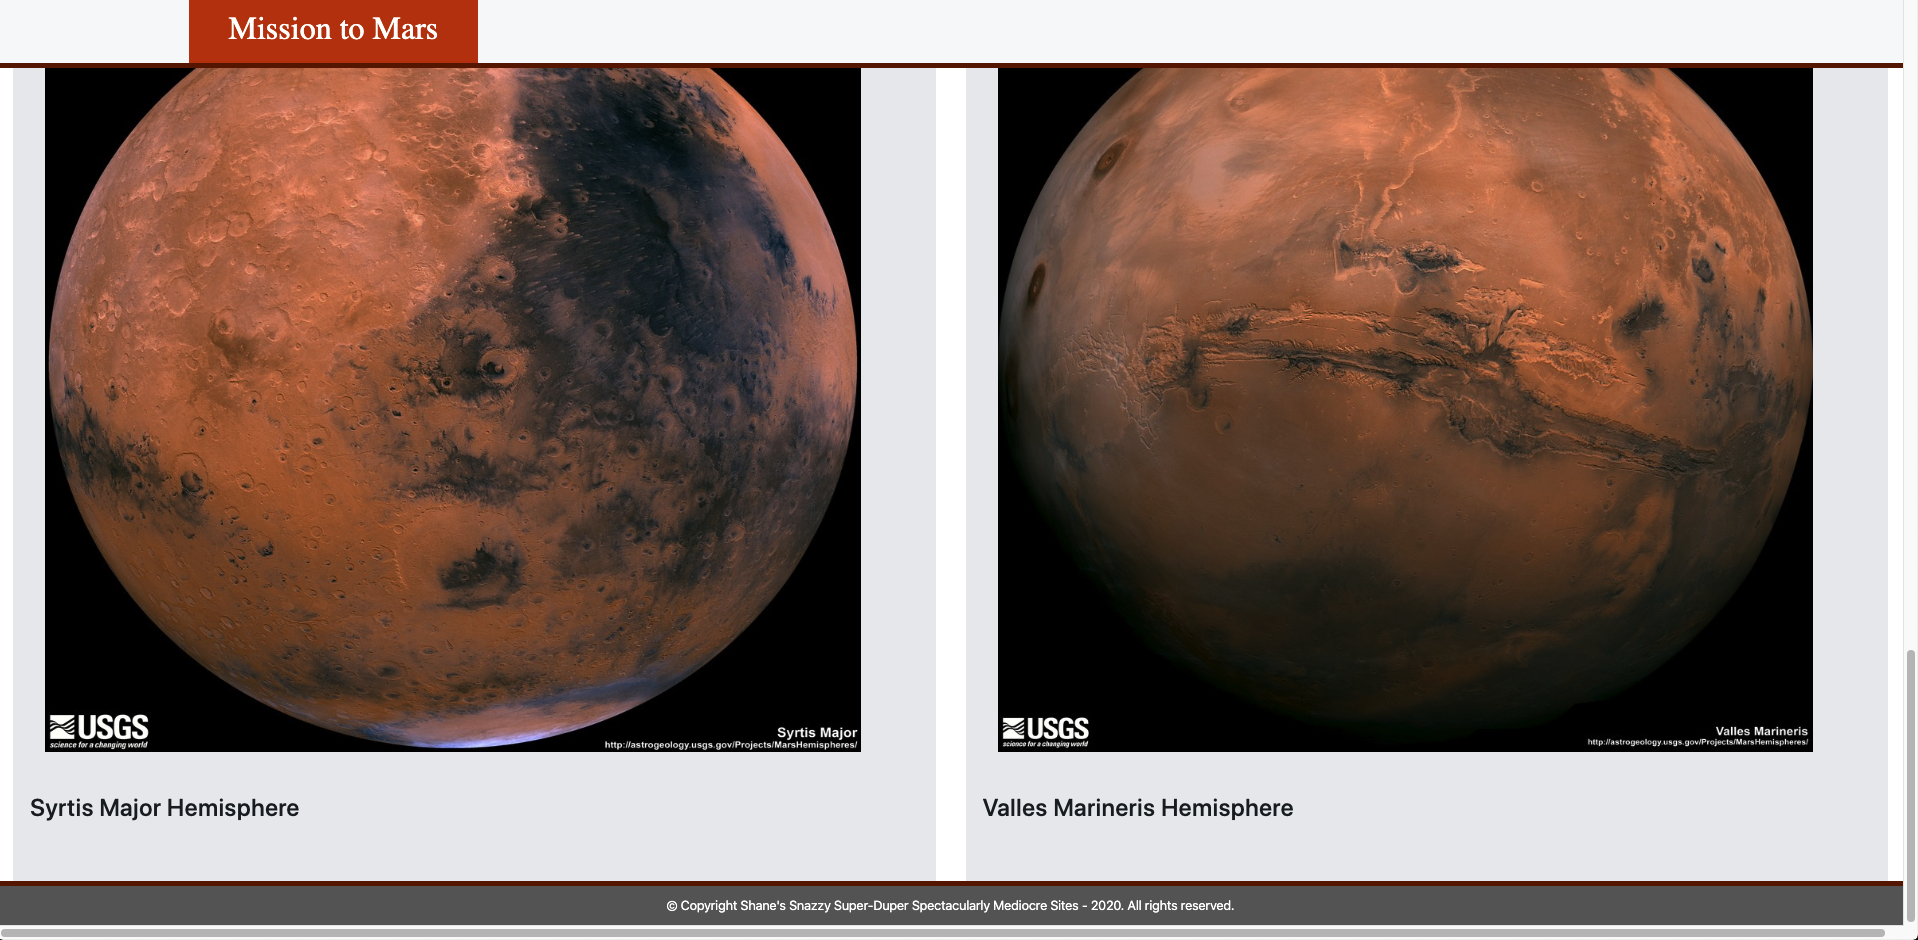 Mission to Mars
USGS
science for a changing world
Syrtis Major
http://astrogeology.usgs.gov/Projects/MarsHemispheres/
USGS
science for a changing world
Valles Marineris
http://astrogeology.usgs.gov/Projects/MarsHemispheres/
Syrtis Major Hemisphere
Valles Marineris Hemisphere
© Copyright Shane's Snazzy Super-Duper Spectacularly Mediocre Sites - 2020. All rights reserved.